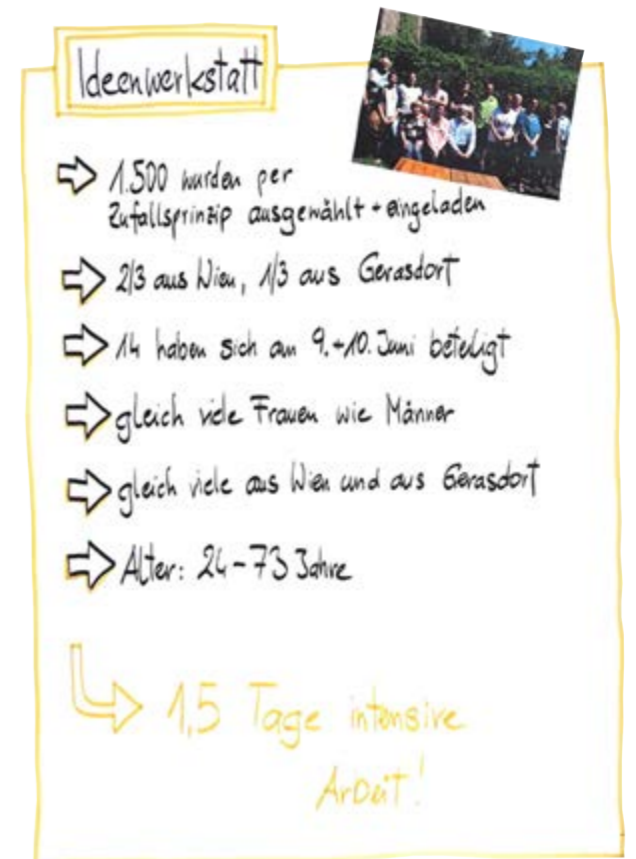 Ideenwerkstatt
1.500 wurden per
Zufallsprinzip ausgewählt + eingeladen
2/3 aus Wien, 1/3 aus Gerasdorf
14 haben sich am 9.+10. Juni beteiligt
gleich viele Frauen wie Männer
gleich viele aus Wien und aus Gerasdorf
Alter: 24-73 Jahre
1,5 Tage intensive
Arbeit!